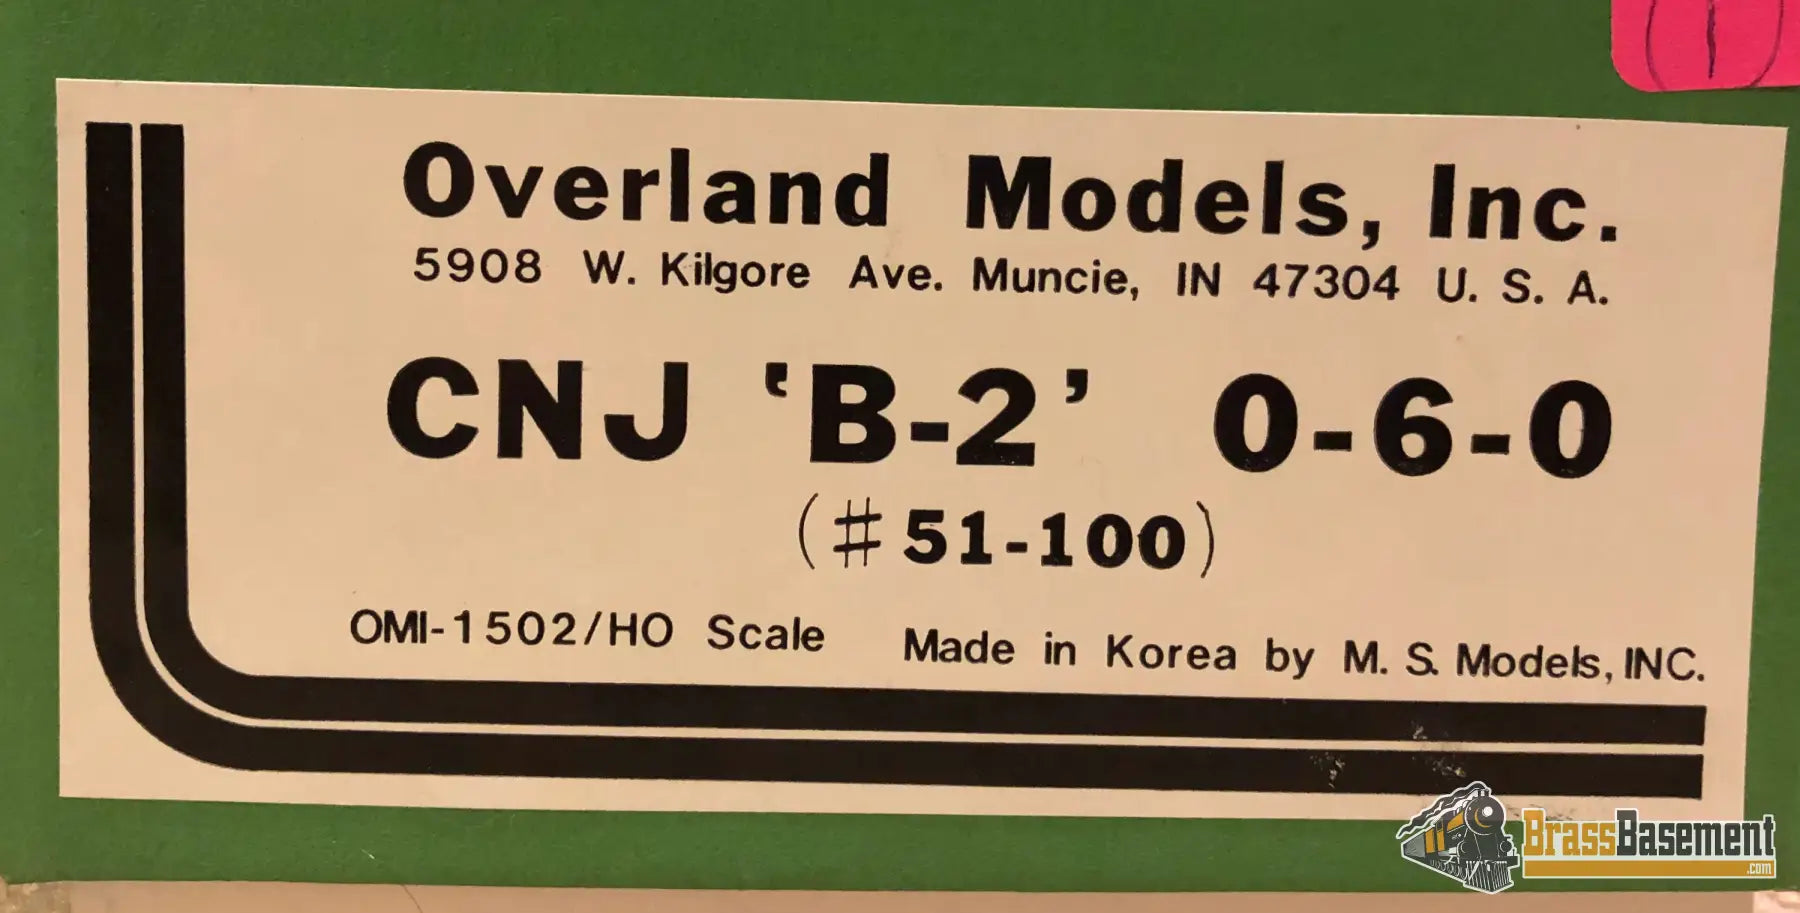 Overland Models, Inc.
5908 W. Kilgore Ave. Muncie, IN 47304 U. S. A.
CNJ 'B-2' 0-6-0
(#51-100)
OMI-1502/HO Scale Made in Korea by M. S. Models, INC.
BrassBasement
.com